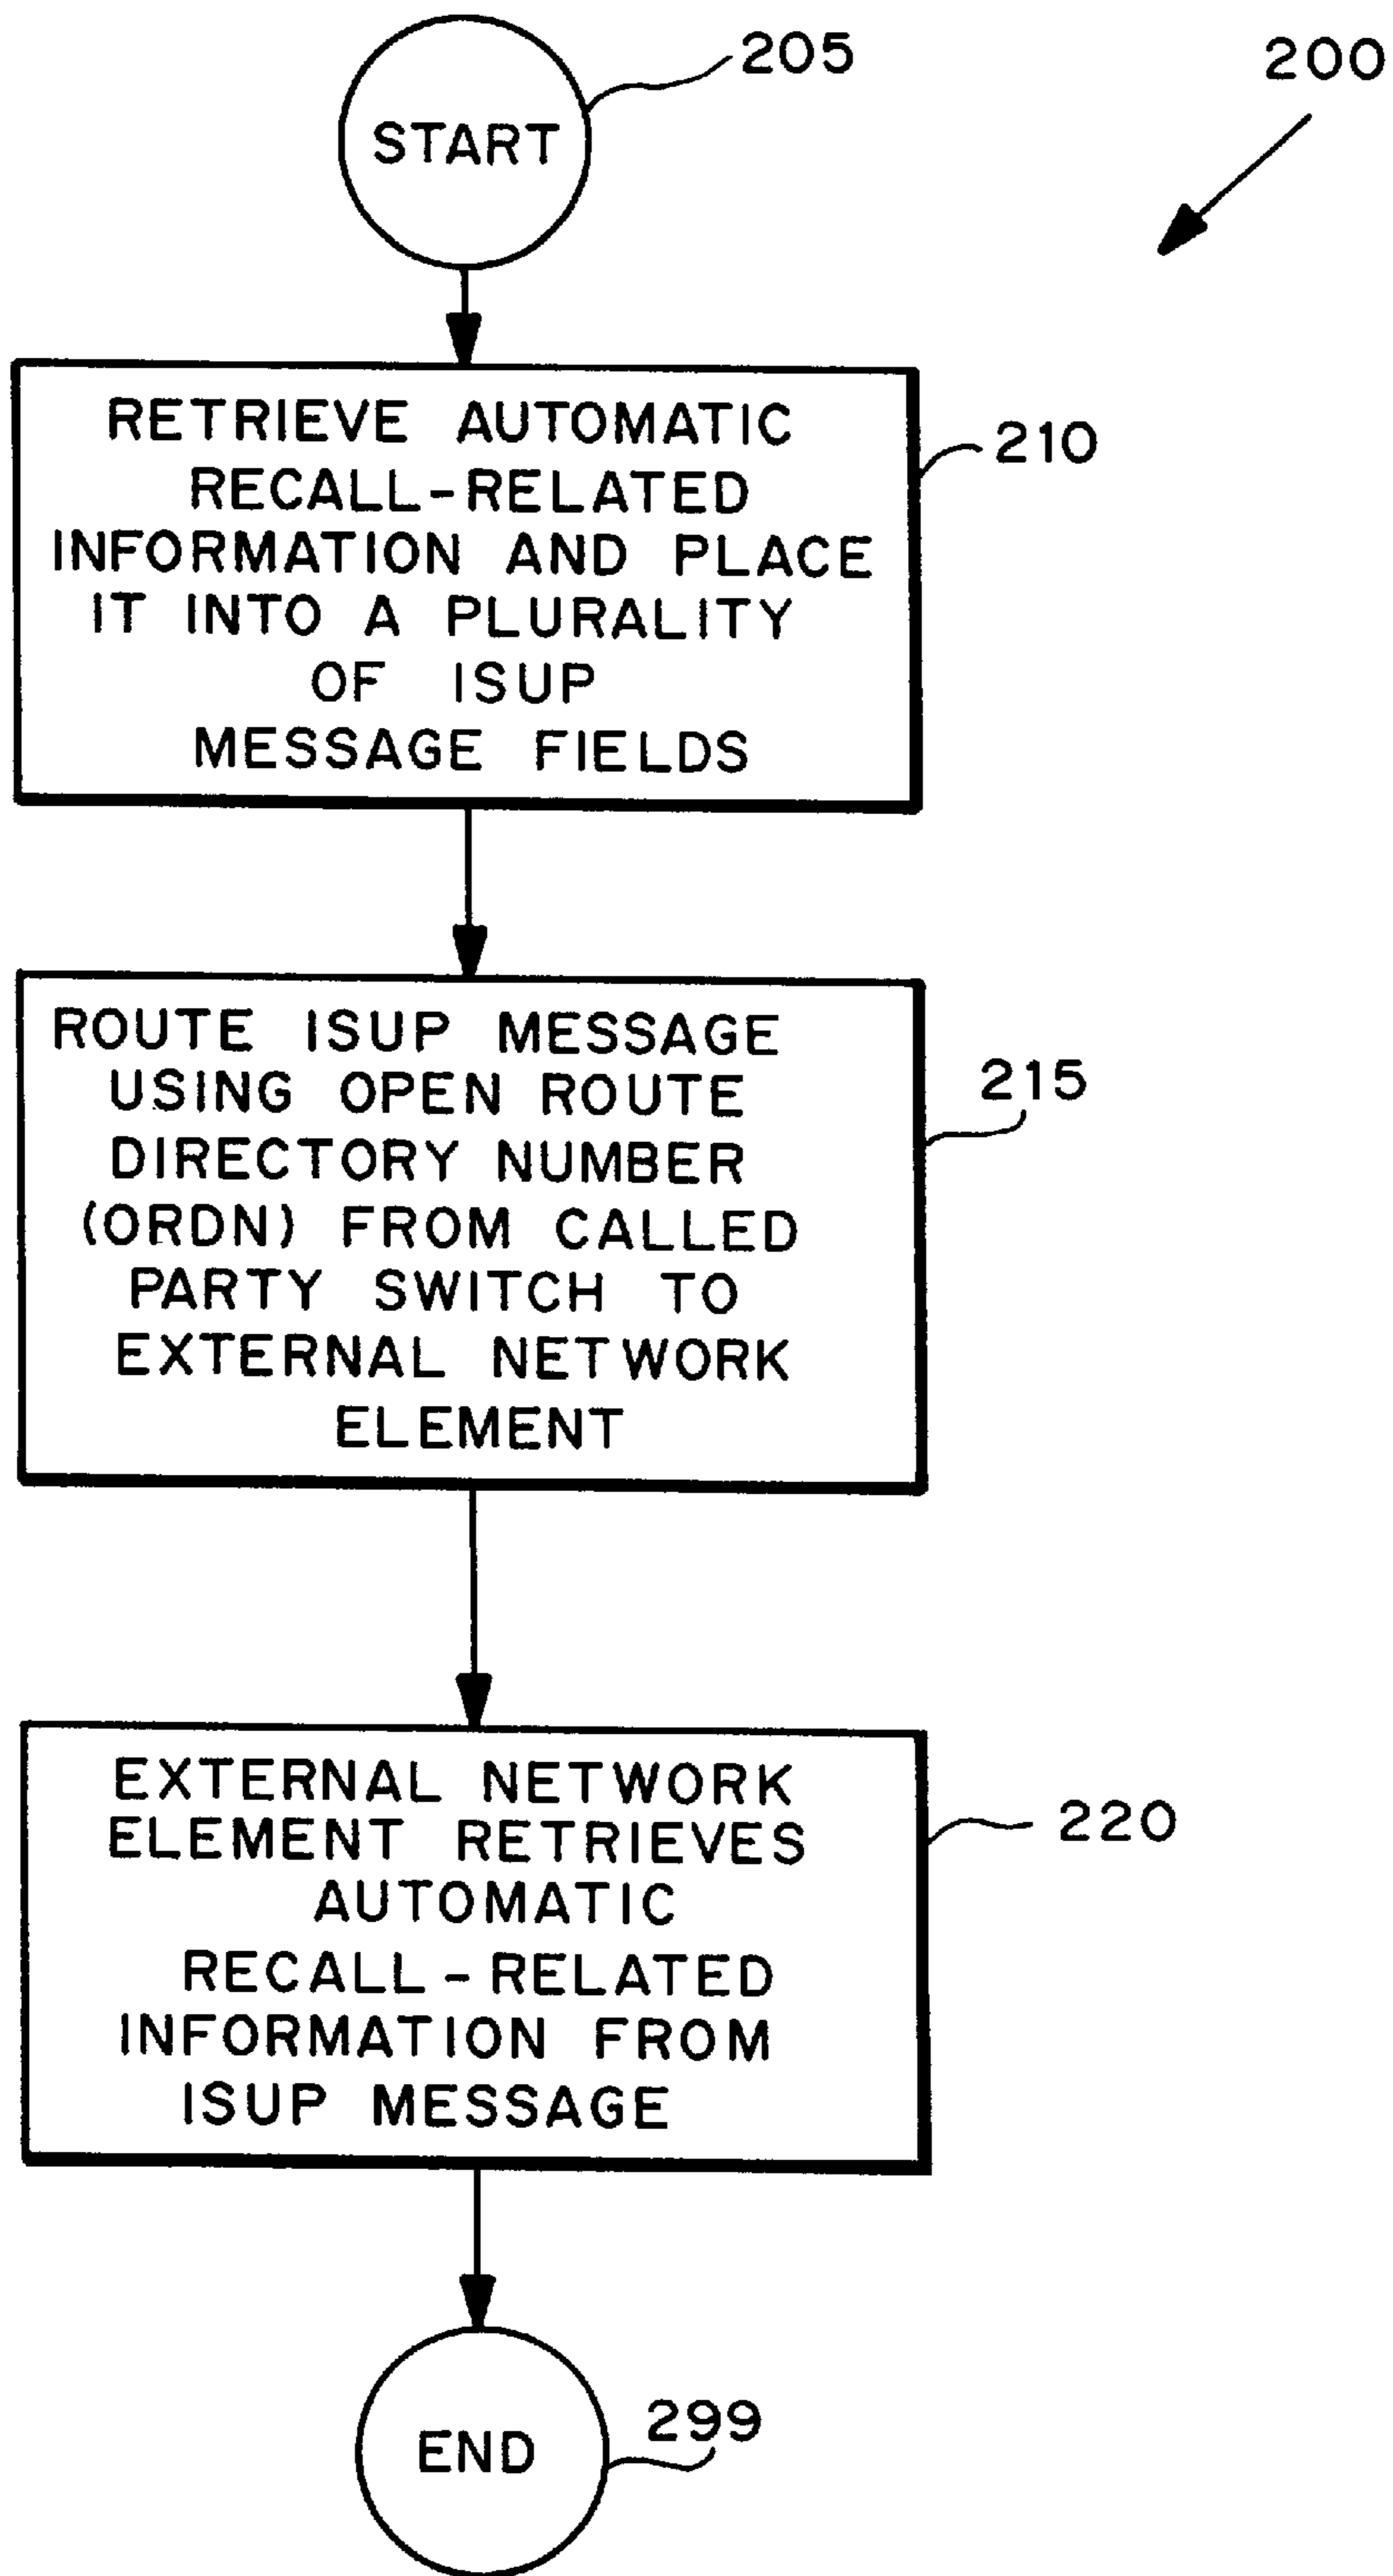 205
200
START
RETRIEVE AUTOMATIC
RECALL-RELATED
INFORMATION AND PLACE
IT INTO A PLURALITY
OF ISUP
MESSAGE FIELDS
210
ROUTE ISUP MESSAGE
USING OPEN ROUTE
DIRECTORY NUMBER
(ORDN) FROM CALLED
PARTY SWITCH TO
EXTERNAL NETWORK
ELEMENT
215
EXTERNAL NETWORK
ELEMENT RETRIEVES
AUTOMATIC
RECALL-RELATED
INFORMATION FROM
ISUP MESSAGE
220
END
299